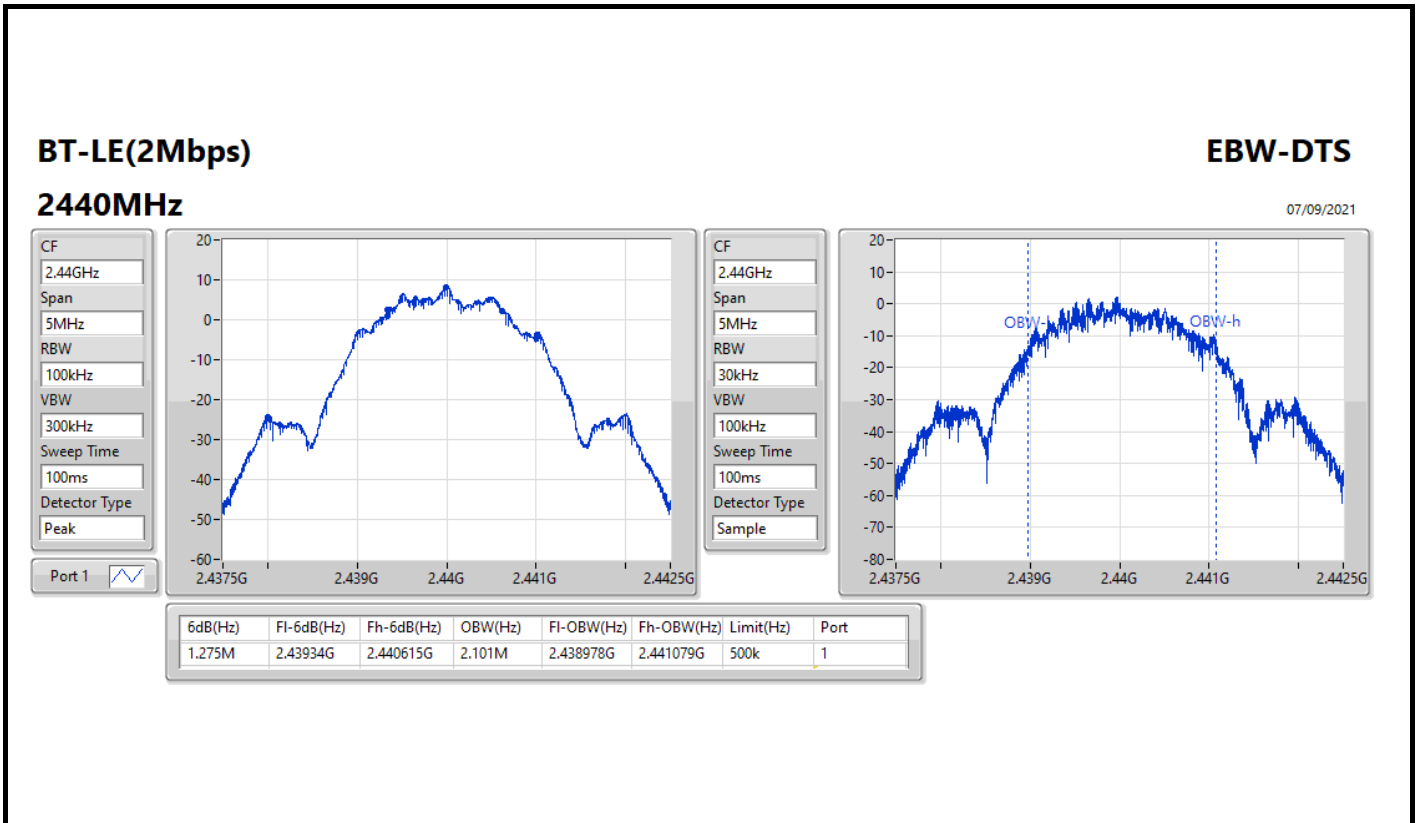 BT-LE(2Mbps)
EBW-DTS
2440MHz
07/09/2021
CF
2.44GHz
Span
5MHz
RBW
100kHz
VBW
300kHz
Sweep Time
100ms
Detector Type
Peak
Port 1
20
10
0
-10
-20
-30
-40
-50
-60
2.4375G 2.439G 2.44G 2.441G 2.4425G
CF
2.44GHz
Span
5MHz
RBW
30kHz
VBW
100kHz
Sweep Time
100ms
Detector Type
Sample
20
10
0
-10
-20
-30
-40
-50
-60
-70
-80
OBW-l OBW-h
2.4375G 2.439G 2.44G 2.441G 2.4425G
6dB(Hz) Fl-6dB(Hz) Fh-6dB(Hz) OBW(Hz) Fl-OBW(Hz) Fh-OBW(Hz) Limit(Hz) Port
1.275M 2.43934G 2.440615G 2.101M 2.438978G 2.441079G 500k 1